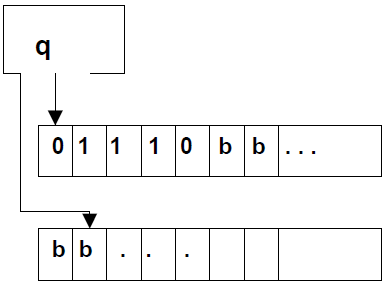 q
0 1 1 1 0 b b . . .
b b . . .